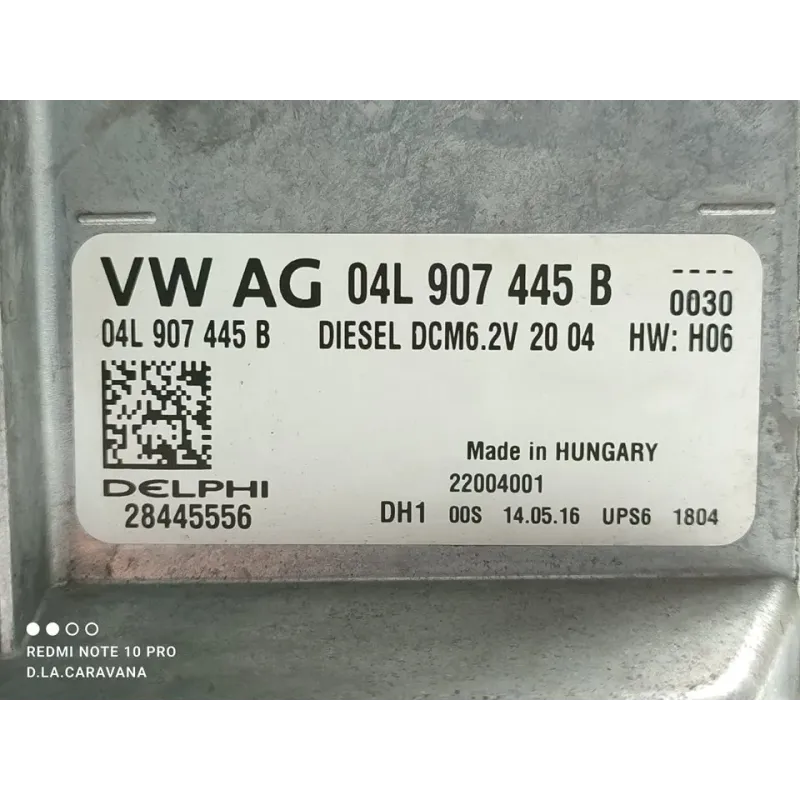 VW AG 04L 907 445 B ---- 0030
04L 907 445 B DIESEL DCM6.2V 20 04 HW: H06
Made in HUNGARY
DELPHI 22004001
28445556 DH1 00S 14.05.16 UPS6 1804
REDMI NOTE 10 PRO
D.LA.CARAVANA